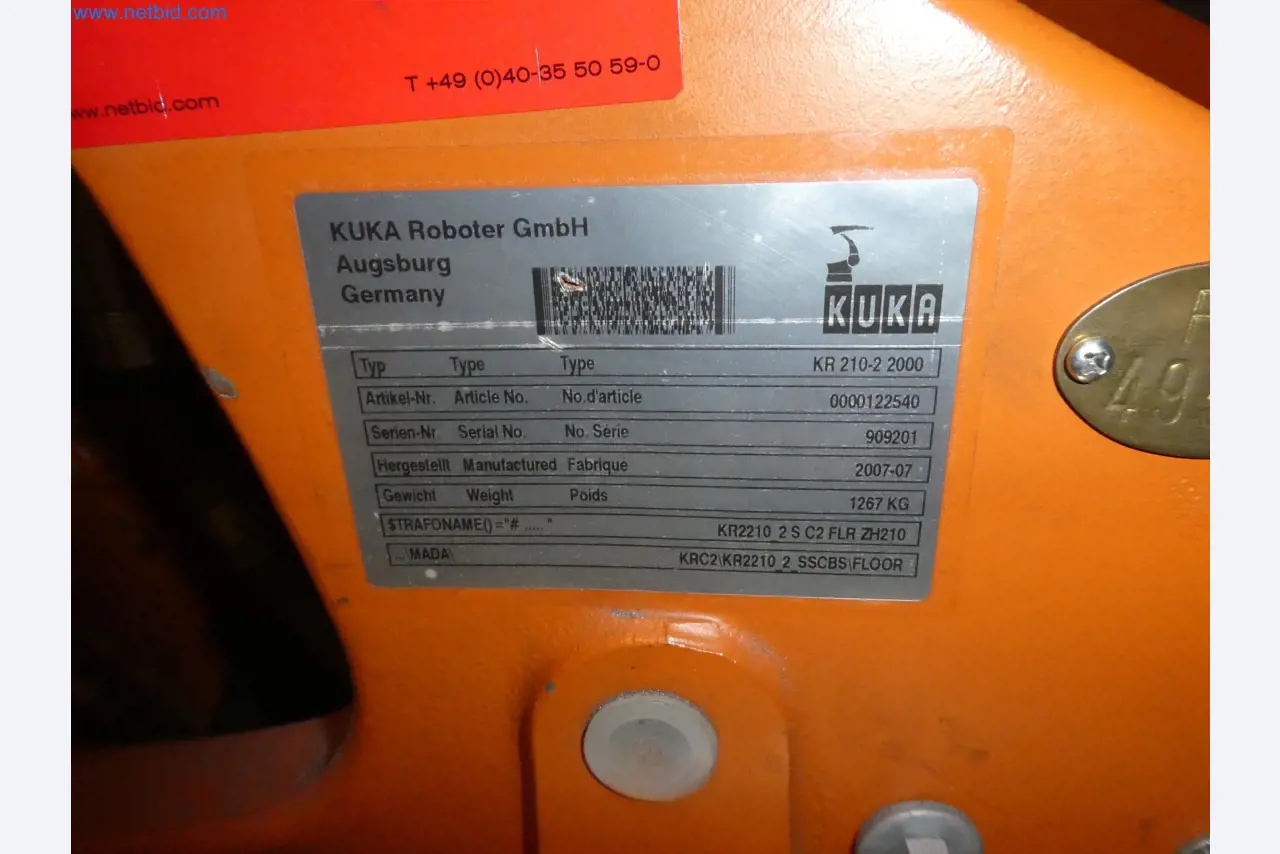 www.netbid.com
T +49 (0)40-35 50 59-0
ww.netbid.com
KUKA Roboter GmbH
Augsburg
Germany
KUKA
Typ Type Type KR 210-2 2000
Artikel-Nr. Article No. No.d'article 0000122540
Serien-Nr Serial No. No. Série 909201
Hergestellt Manufactured Fabrique 2007-07
Gewicht Weight Poids 1267 KG
$TRAFONAME()="# ..... " KR2210_2 S C2 FLR ZH210
...\MADA\ KRC2\KR2210_2_SSCBS\FLOOR
49